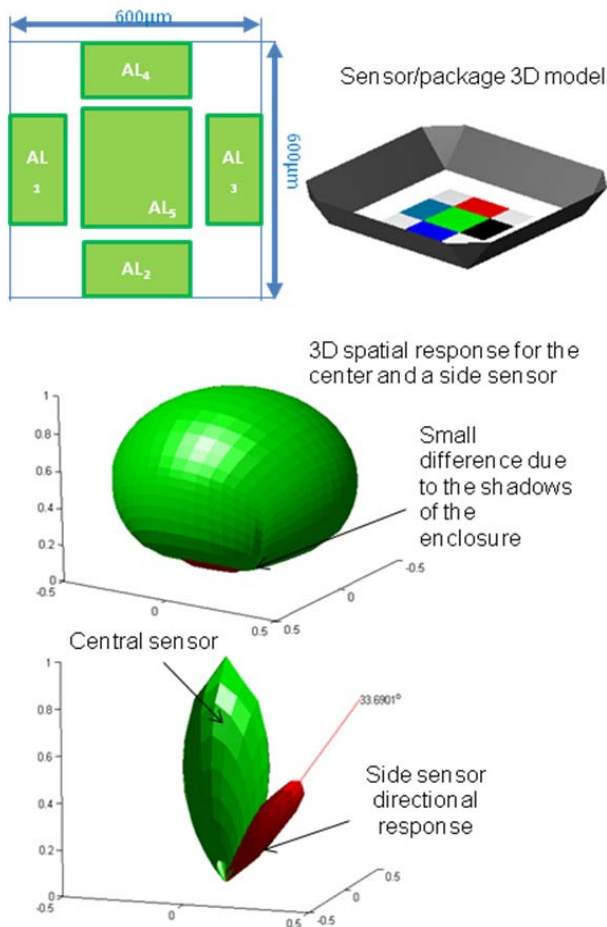 600µm
AL4
AL
1
AL5
AL
3
AL2
600µm
Sensor/package 3D model
3D spatial response for the
center and a side sensor
Small
difference due
to the shadows
of the
enclosure
1
0.8
0.6
0.4
0.2
0
-0.5
0
0.5
0.5
0
-0.5
Central sensor
1
0.8
0.6
0.4
0.2
0
-0.5
0
0.5
-0.5
0
0.5
33.6901°
Side sensor
directional
response